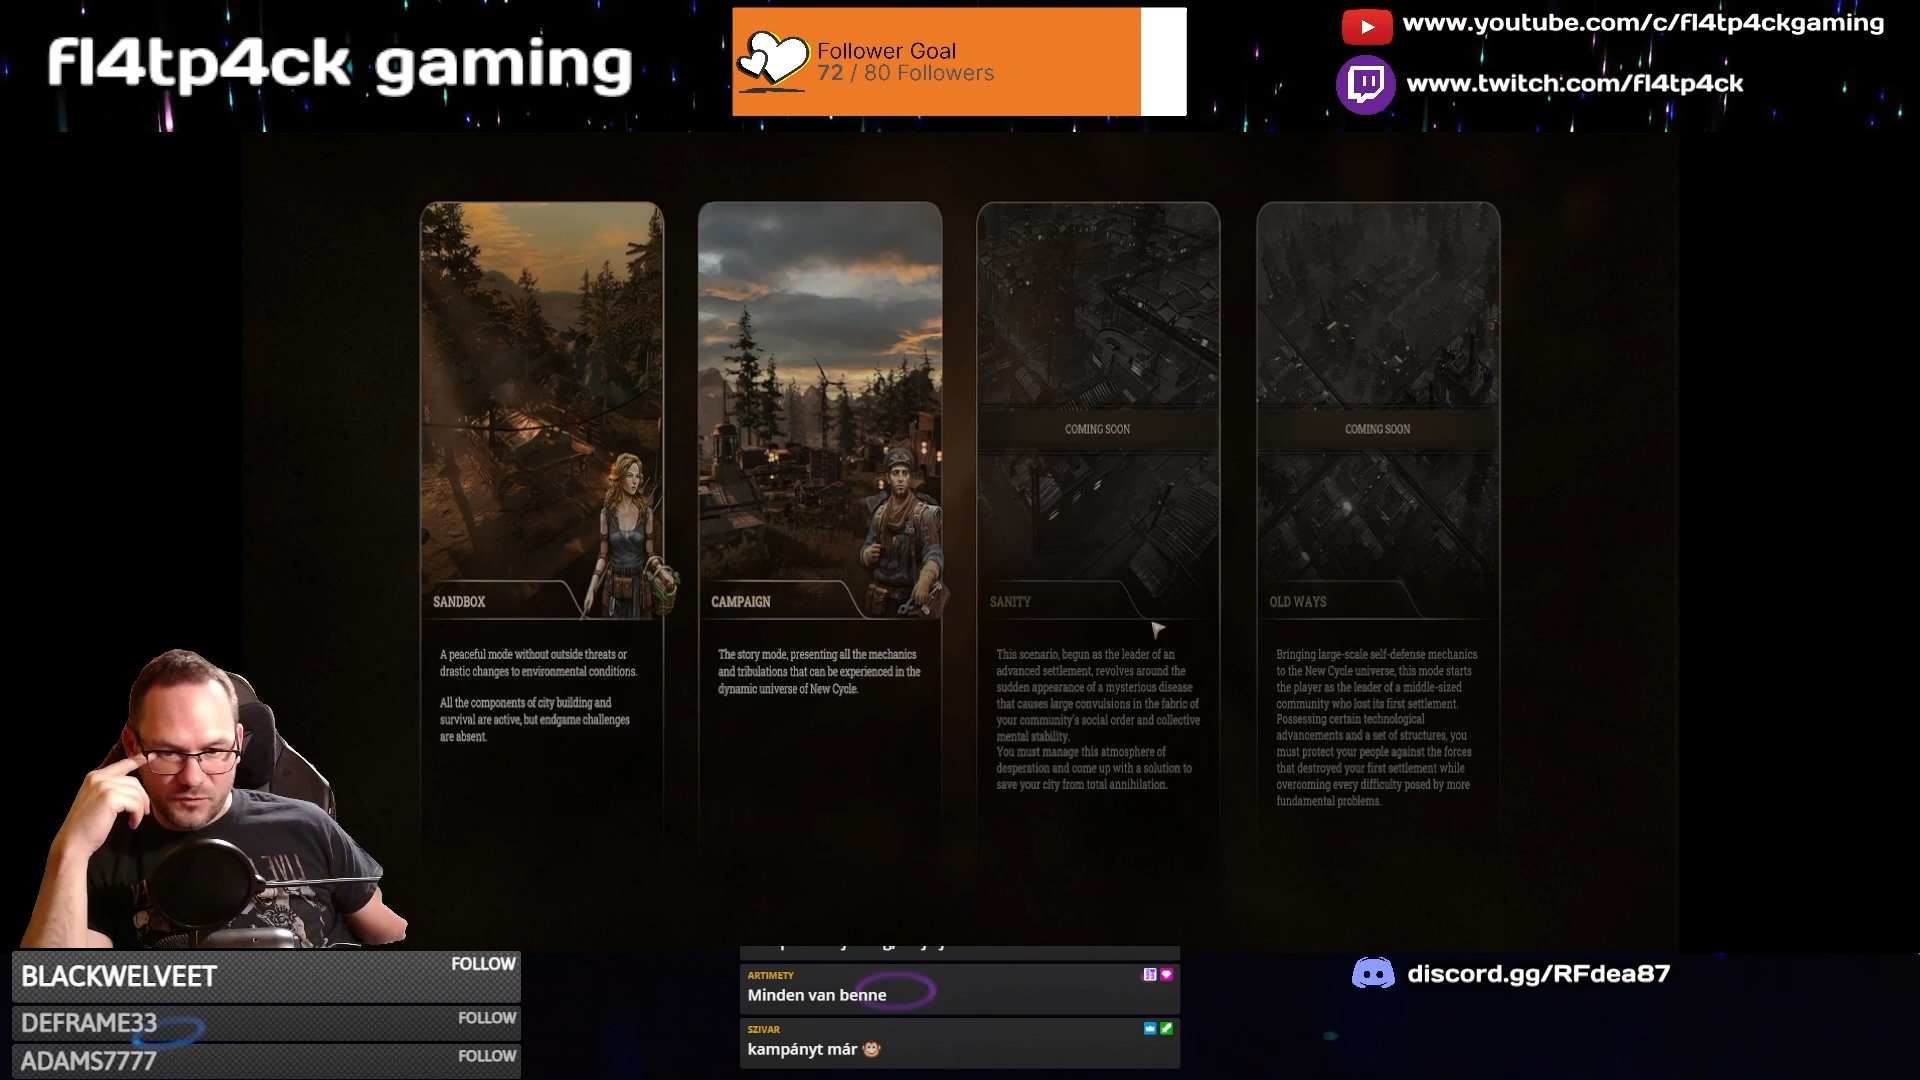 fl4tp4ck gaming
Follower Goal
72 / 80 Followers
www.youtube.com/c/fl4tp4ckgaming
www.twitch.com/fl4tp4ck
SANDBOX
A peaceful mode without outside threats or
drastic changes to environmental conditions.
All the components of city building and
survival are active, but endgame challenges
are absent.
CAMPAIGN
The story mode, presenting all the mechanics
and tribulations that can be experienced in the
dynamic universe of New Cycle.
COMING SOON
SANITY
This scenario, begun as the leader of an
advanced settlement, revolves around the
sudden appearance of a mysterious disease
that causes large convulsions in the fabric of
your community's social order and collective
mental stability.
You must manage this atmosphere of
desperation and come up with a solution to
save your city from total annihilation.
COMING SOON
OLD WAYS
Bringing large-scale self-defense mechanics
to the New Cycle universe, this mode starts
the player as the leader of a middle-sized
community who lost its first settlement.
Possessing certain technological
advancements and a set of structures, you
must protect your people against the forces
that destroyed your first settlement while
overcoming every difficulty posed by more
fundamental problems.
BLACKWELVEET FOLLOW
DEFRAME33 FOLLOW
ADAMS7777 FOLLOW
ARTIMETY
Minden van benne
SZIVAR
kampányt már
discord.gg/RFdea87